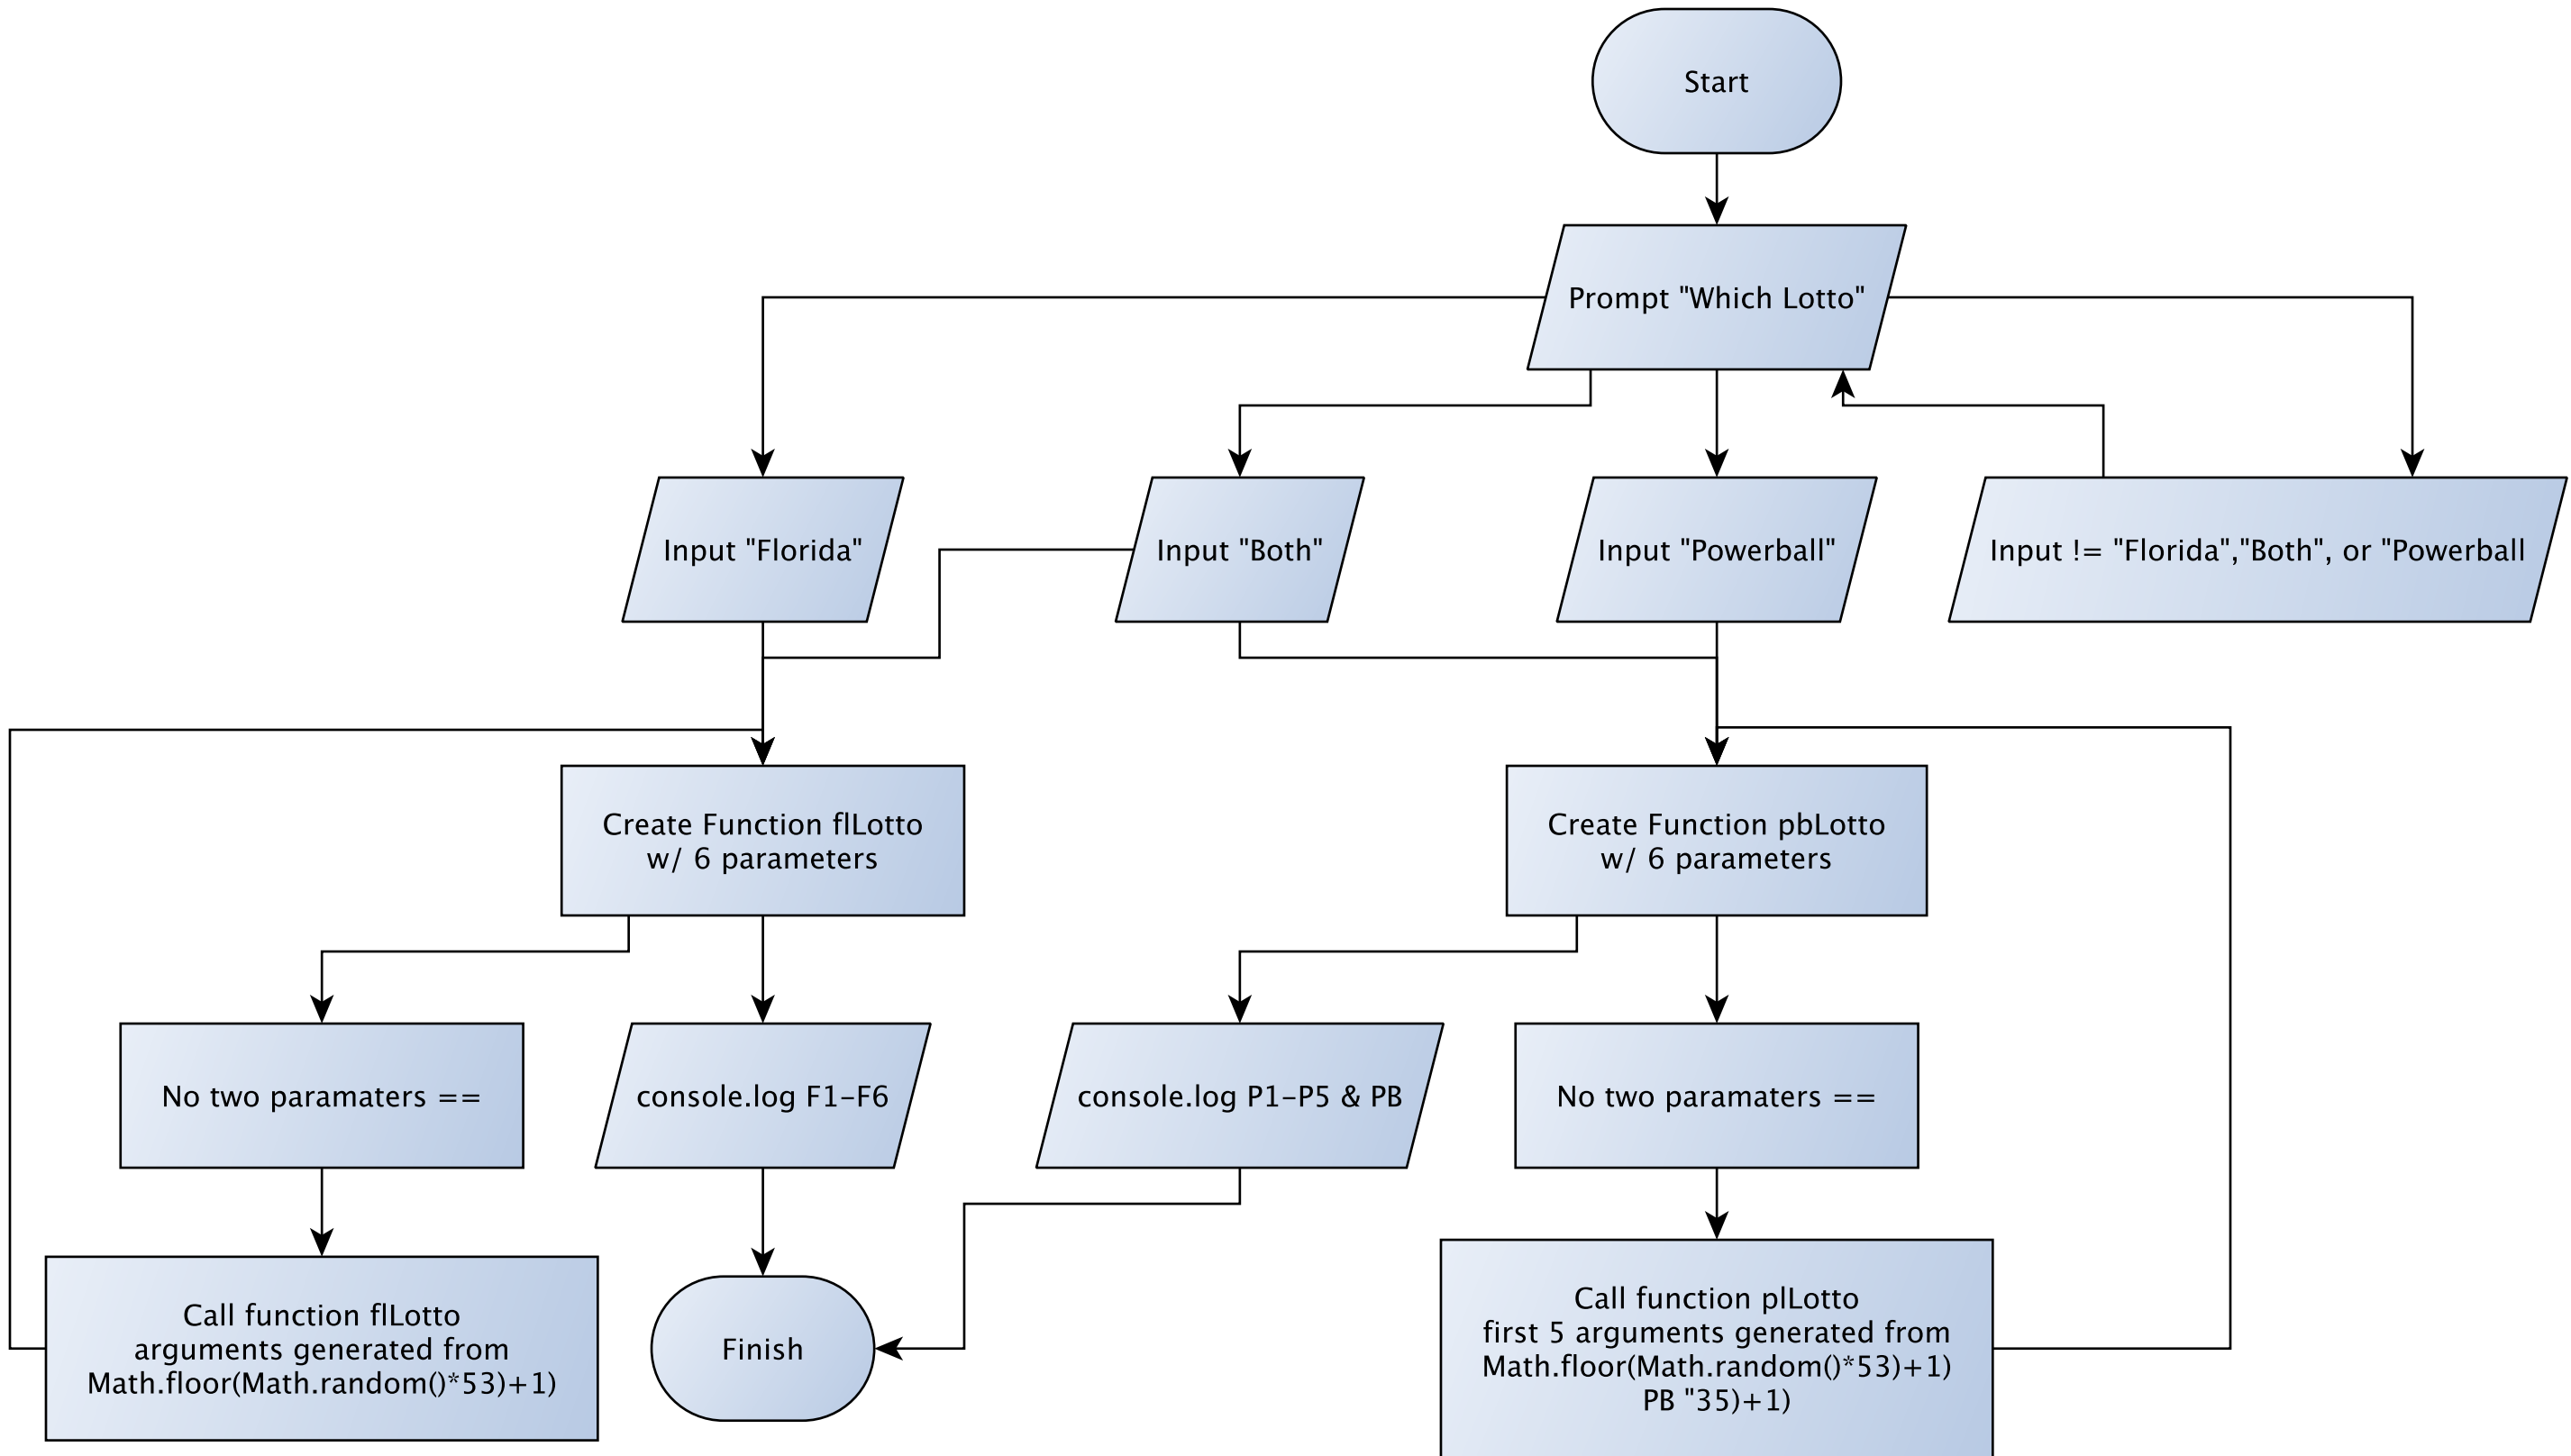 Start
Prompt "Which Lotto"
Input "Florida"
Input "Both"
Input "Powerball"
Input != "Florida","Both", or "Powerball
Create Function flLotto
w/ 6 parameters
Create Function pbLotto
w/ 6 parameters
No two paramaters ==
console.log F1-F6
console.log P1-P5 & PB
No two paramaters ==
Call function flLotto
arguments generated from
Math.floor(Math.random()*53)+1)
Finish
Call function plLotto
first 5 arguments generated from
Math.floor(Math.random()*53)+1)
PB "35)+1)